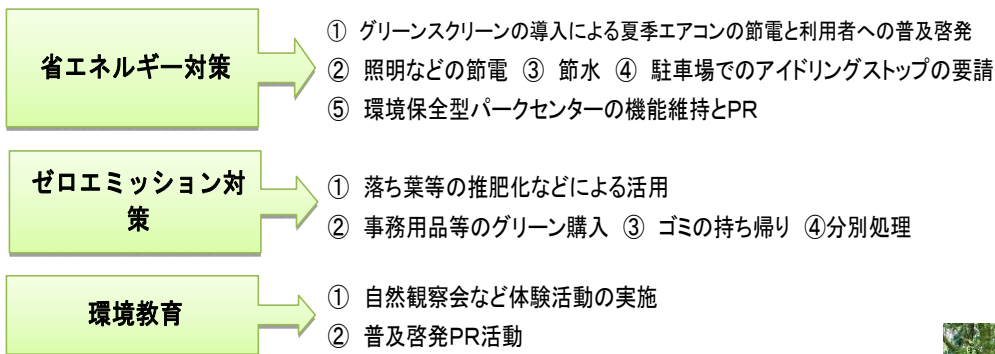 省エネルギー対策
① グリーンスクリーンの導入による夏季エアコンの節電と利用者への普及啓発
② 照明などの節電 ③ 節水 ④ 駐車場でのアイドリングストップの要請
⑤ 環境保全型パークセンターの機能維持とPR
ゼロエミッション対
策
① 落ち葉等の推肥化などによる活用
② 事務用品等のグリーン購入 ③ ゴミの持ち帰り ④分別処理
環境教育
① 自然観察会など体験活動の実施
② 普及啓発PR活動